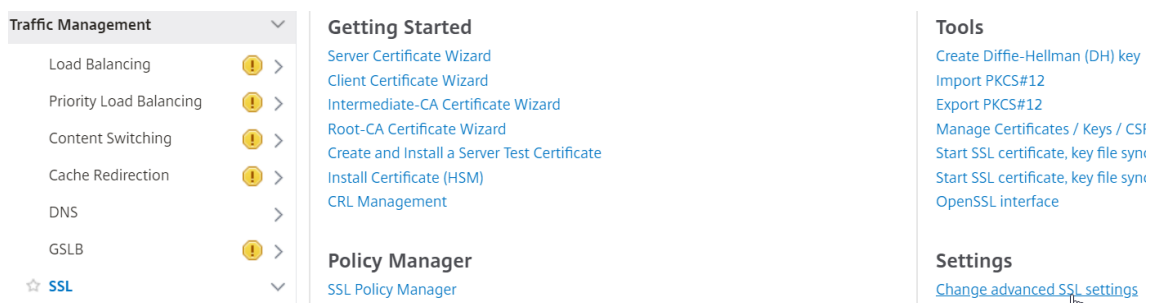 Traffic Management
Load Balancing
Priority Load Balancing
Content Switching
Cache Redirection
DNS
GSLB
SSL
Getting Started
Server Certificate Wizard
Client Certificate Wizard
Intermediate-CA Certificate Wizard
Root-CA Certificate Wizard
Create and Install a Server Test Certificate
Install Certificate (HSM)
CRL Management
Policy Manager
SSL Policy Manager
Tools
Create Diffie-Hellman (DH) key
Import PKCS#12
Export PKCS#12
Manage Certificates / Keys /
Start SSL certificate, key file
Start SSL certificate, key file
OpenSSL interface
Settings
Change advanced SSL settings